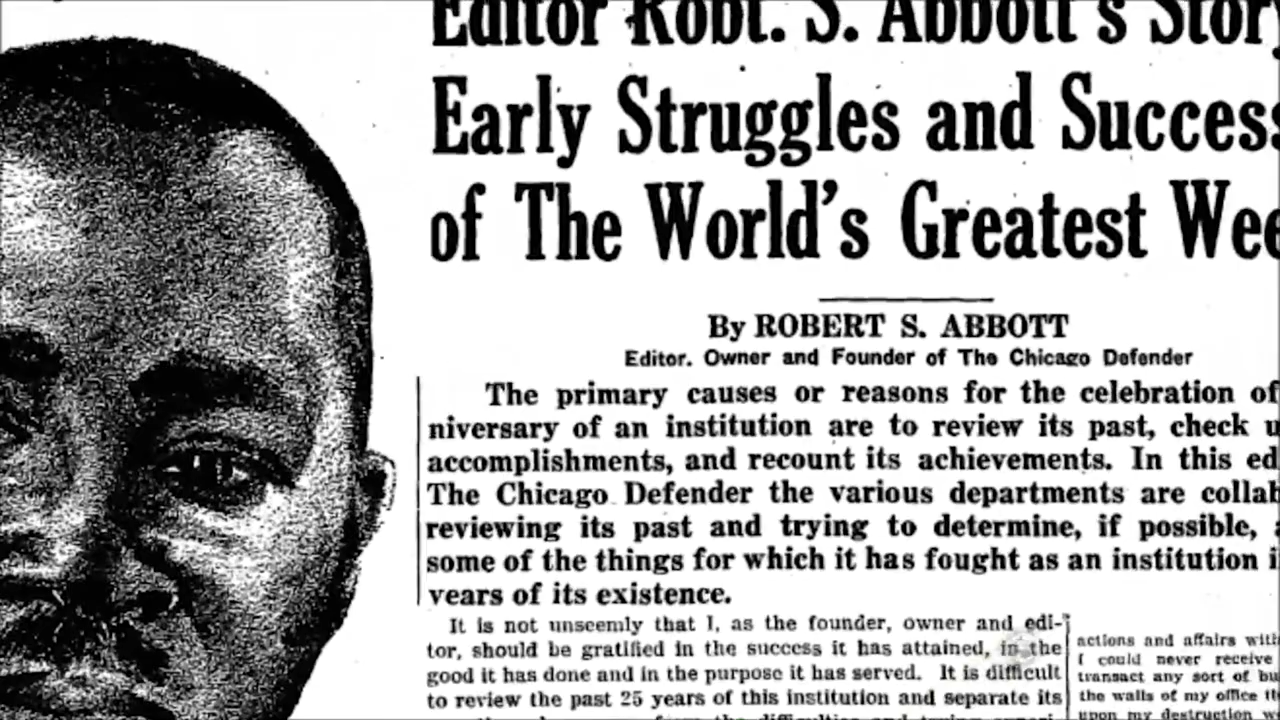 Editor Robt. S. Abbott's Story
Early Struggles and Success
of The World's Greatest Wee
By ROBERT S. ABBOTT
Editor. Owner and Founder of The Chicago Defender
The primary causes or reasons for the celebration of
niversary of an institution are to review its past, check u
accomplishments, and recount its achievements. In this ed
The Chicago Defender the various departments are collab
reviewing its past and trying to determine, if possible,
some of the things for which it has fought as an institution i
years of its existence.
It is not unseemly that I, as the founder, owner and edi-
tor, should be gratified in the success it has attained, in the
good it has done and in the purpose it has served. It is difficult
to review the past 25 years of this institution and separate its
actions and affairs with
I could never receive
transact any sort of bu
the walls of my office th
upon my destruction w